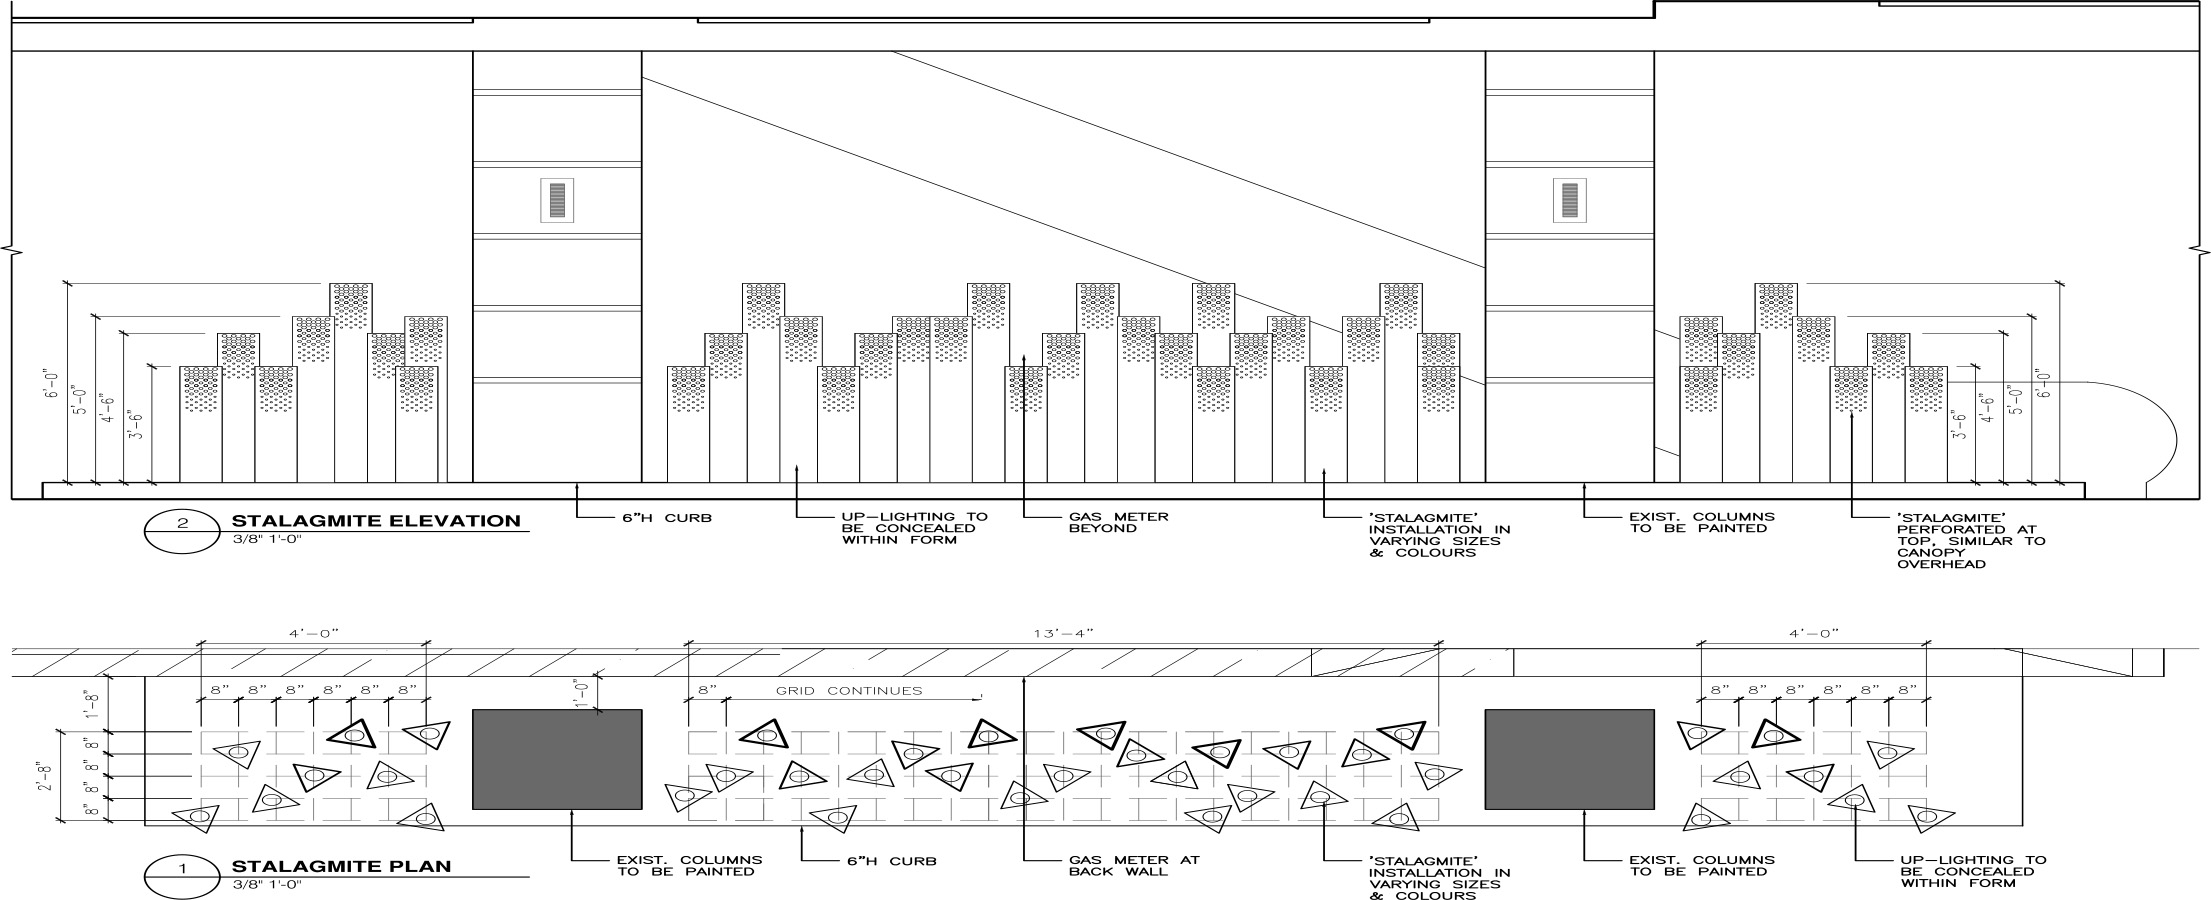 6'-0"
5'-0"
4'-6"
3'-6"
3'-6"
4'-6"
5'-0"
6'-0"
2
STALAGMITE ELEVATION
3/8" 1'-0"
6"H CURB
UP-LIGHTING TO
BE CONCEALED
WITHIN FORM
GAS METER
BEYOND
'STALAGMITE'
INSTALLATION IN
VARYING SIZES
& COLOURS
EXIST. COLUMNS
TO BE PAINTED
'STALAGMITE'
PERFORATED AT
TOP, SIMILAR TO
CANOPY
OVERHEAD
4'-0"
13'-4"
4'-0"
8" 8" 8" 8" 8" 8"
1'-0"
8"
GRID CONTINUES
8" 8" 8" 8" 8" 8"
1'-8"
2'-8"
8"
8"
8"
8"
1
STALAGMITE PLAN
3/8" 1'-0"
EXIST. COLUMNS
TO BE PAINTED
6"H CURB
GAS METER AT
BACK WALL
'STALAGMITE'
INSTALLATION IN
VARYING SIZES
& COLOURS
EXIST. COLUMNS
TO BE PAINTED
UP-LIGHTING TO
BE CONCEALED
WITHIN FORM